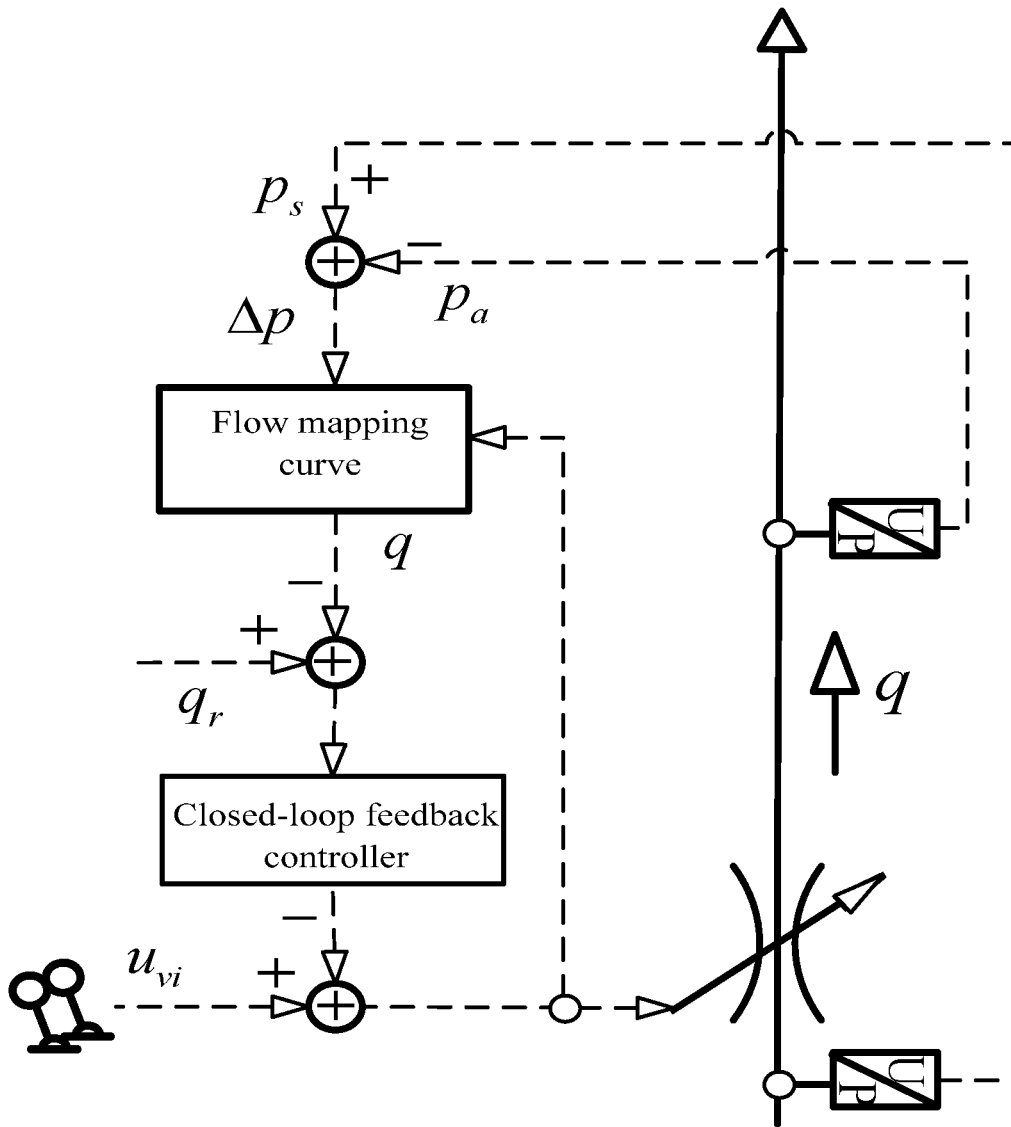 +
p_s
−
p_a
Δp
Flow mapping
curve
q
U
P
−
+
q_r
q
Closed-loop feedback
controller
−
u_vi
+
U
P